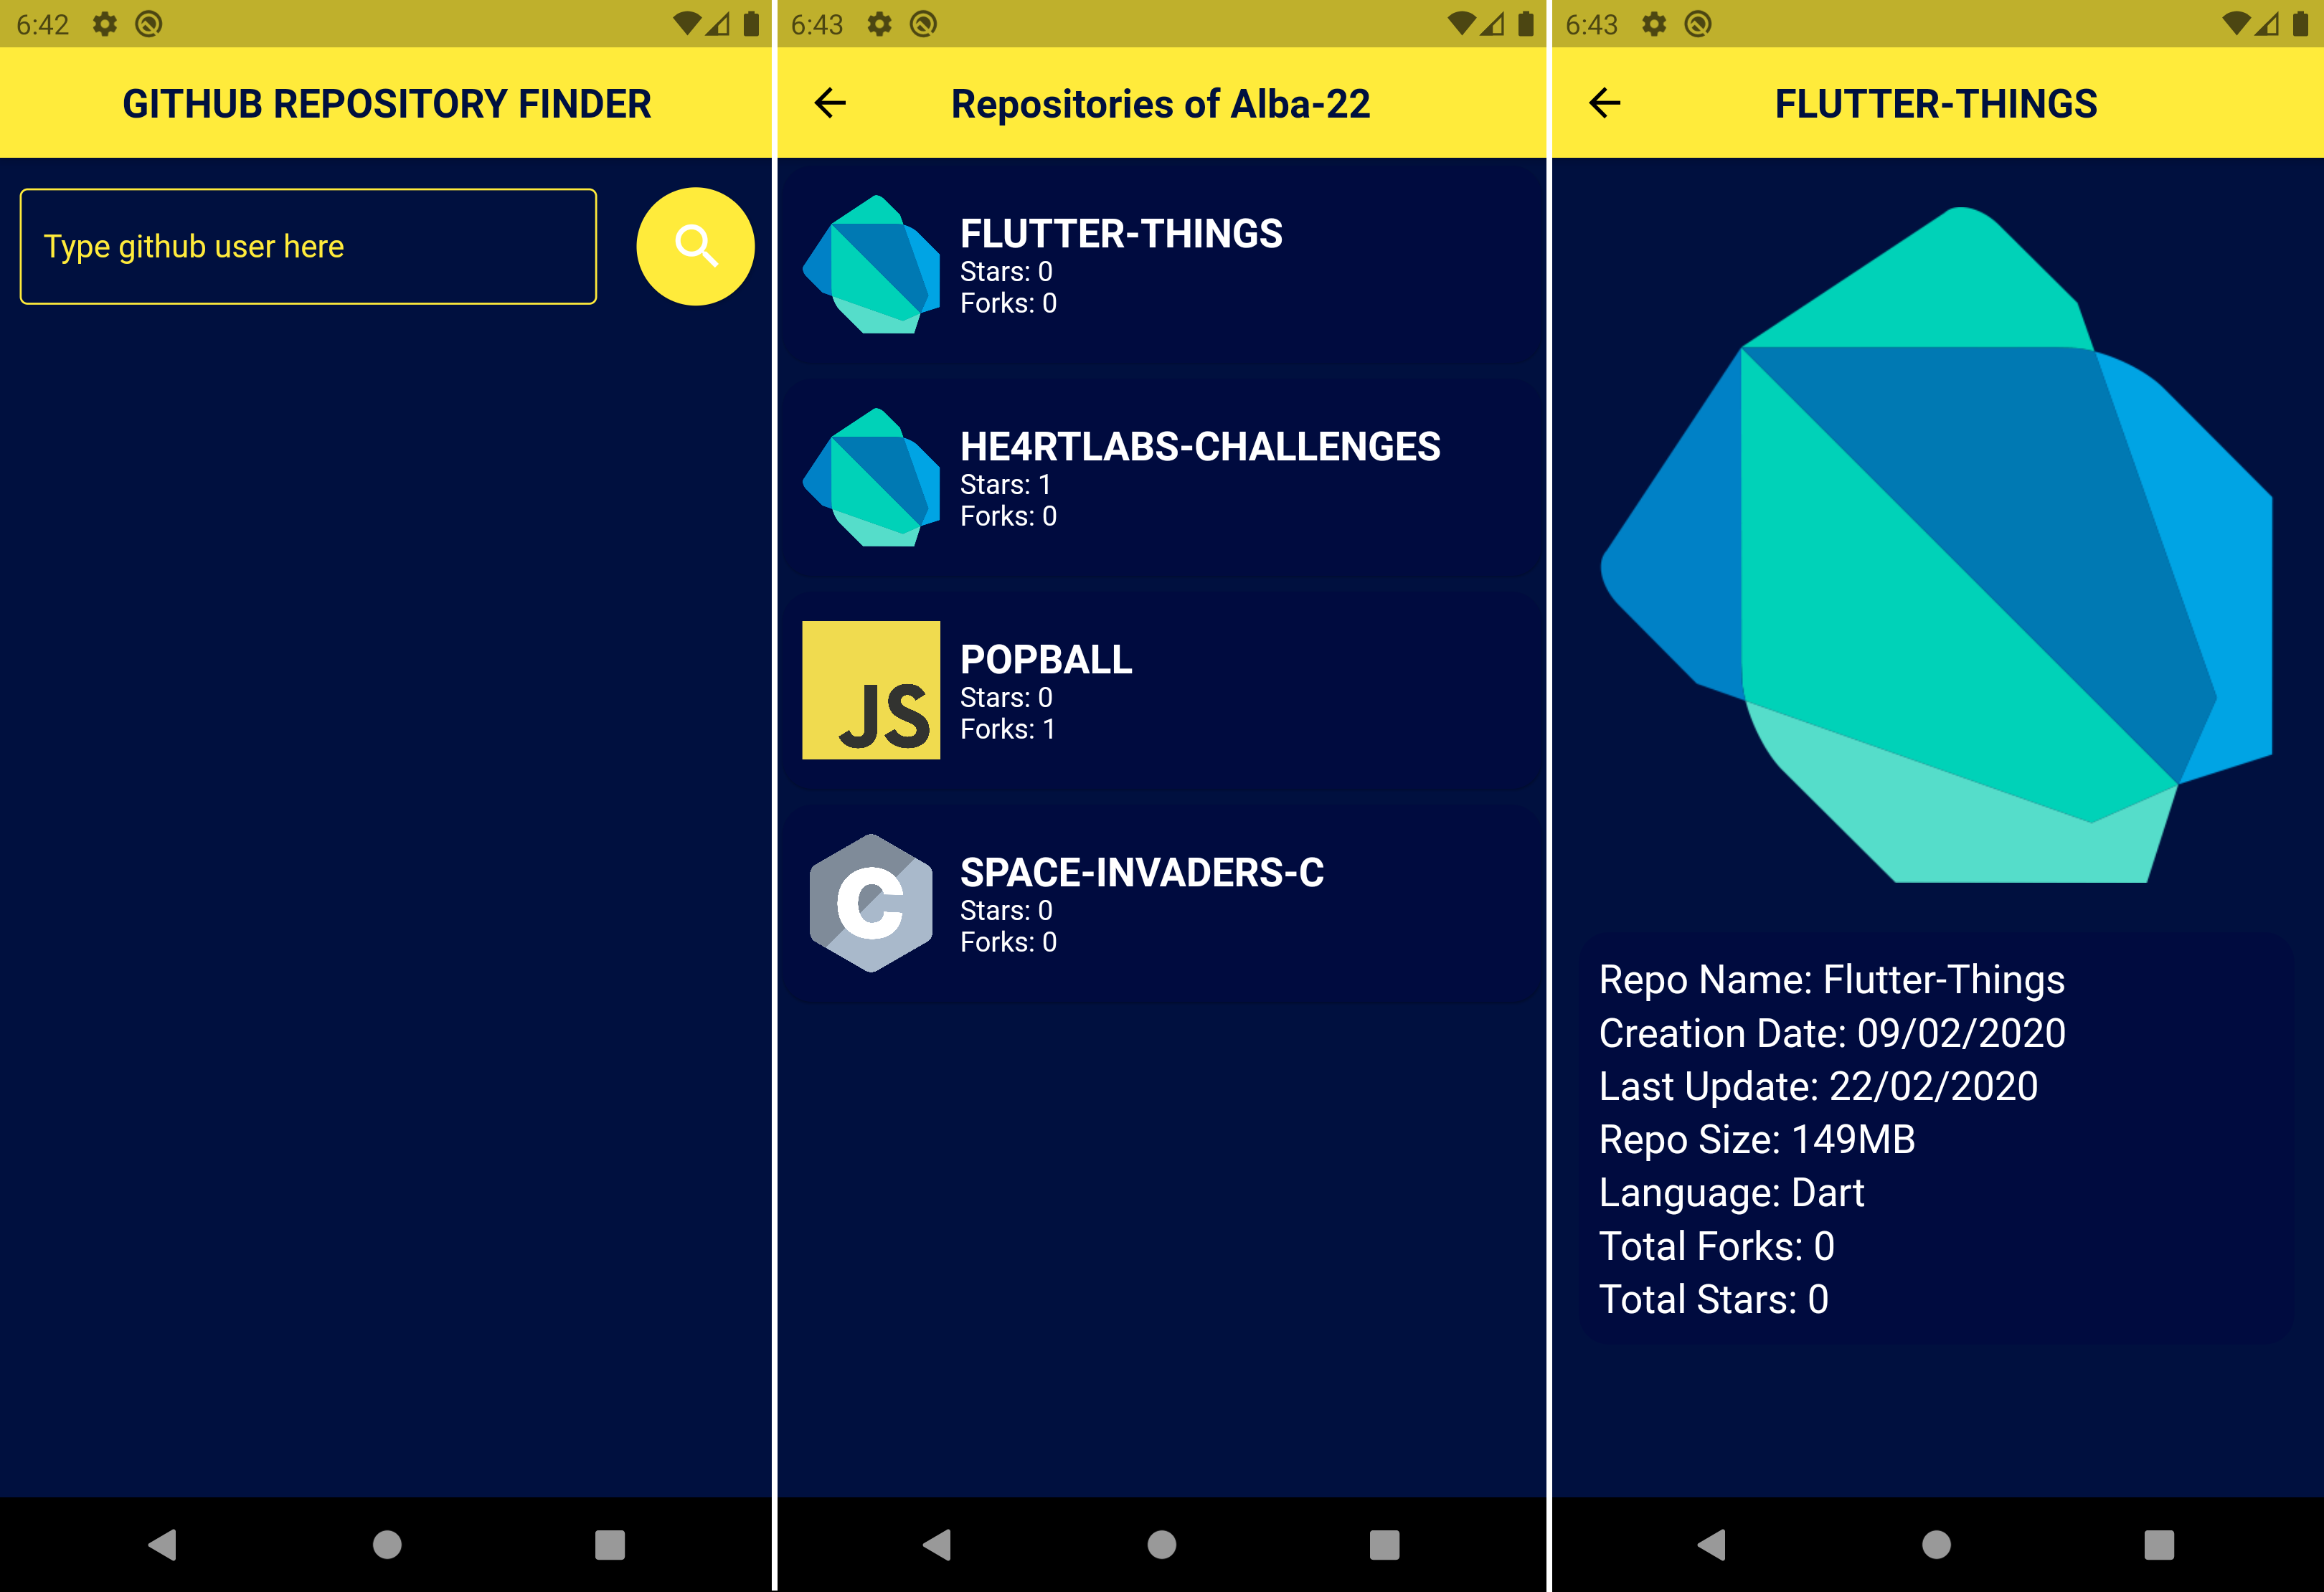 6:42
GITHUB REPOSITORY FINDER
Type github user here
6:43
Repositories of Alba-22
FLUTTER-THINGS
Stars: 0
Forks: 0
HE4RTLABS-CHALLENGES
Stars: 1
Forks: 0
JS
POPBALL
Stars: 0
Forks: 1
C
SPACE-INVADERS-C
Stars: 0
Forks: 0
6:43
FLUTTER-THINGS
Repo Name: Flutter-Things
Creation Date: 09/02/2020
Last Update: 22/02/2020
Repo Size: 149MB
Language: Dart
Total Forks: 0
Total Stars: 0